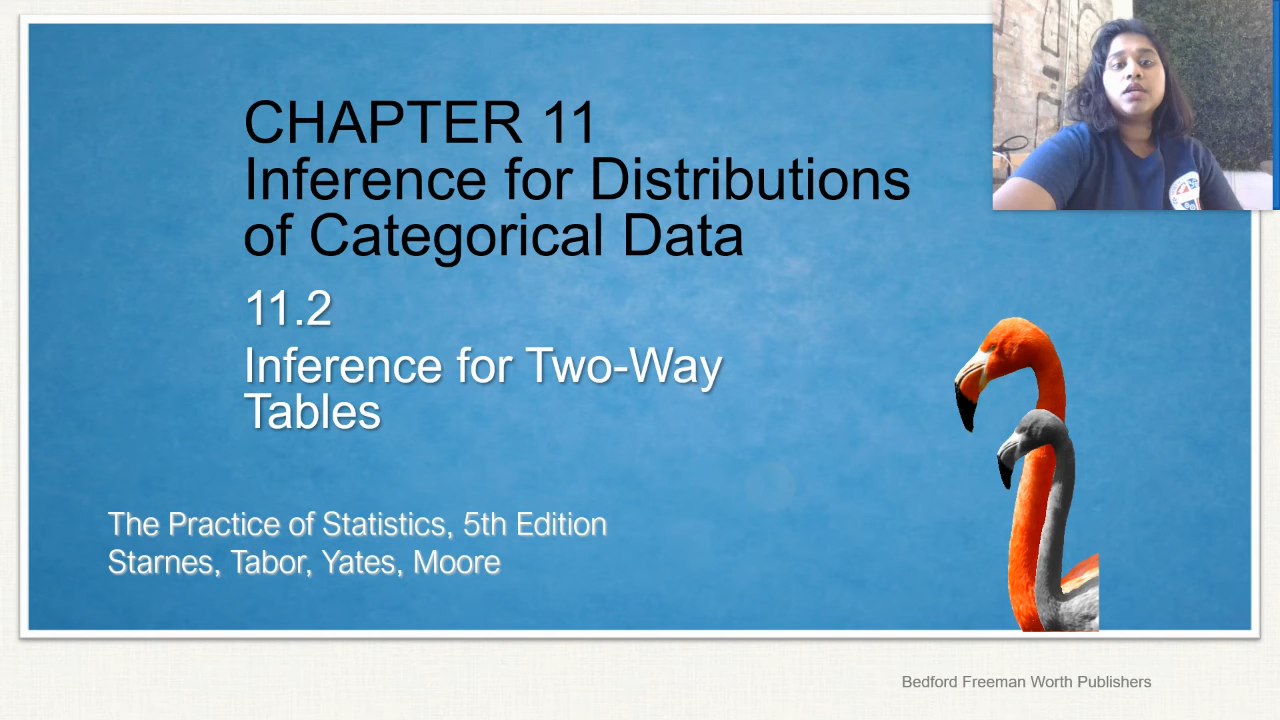 CHAPTER 11
Inference for Distributions
of Categorical Data
11.2
Inference for Two-Way
Tables
The Practice of Statistics, 5th Edition
Starnes, Tabor, Yates, Moore
Bedford Freeman Worth Publishers